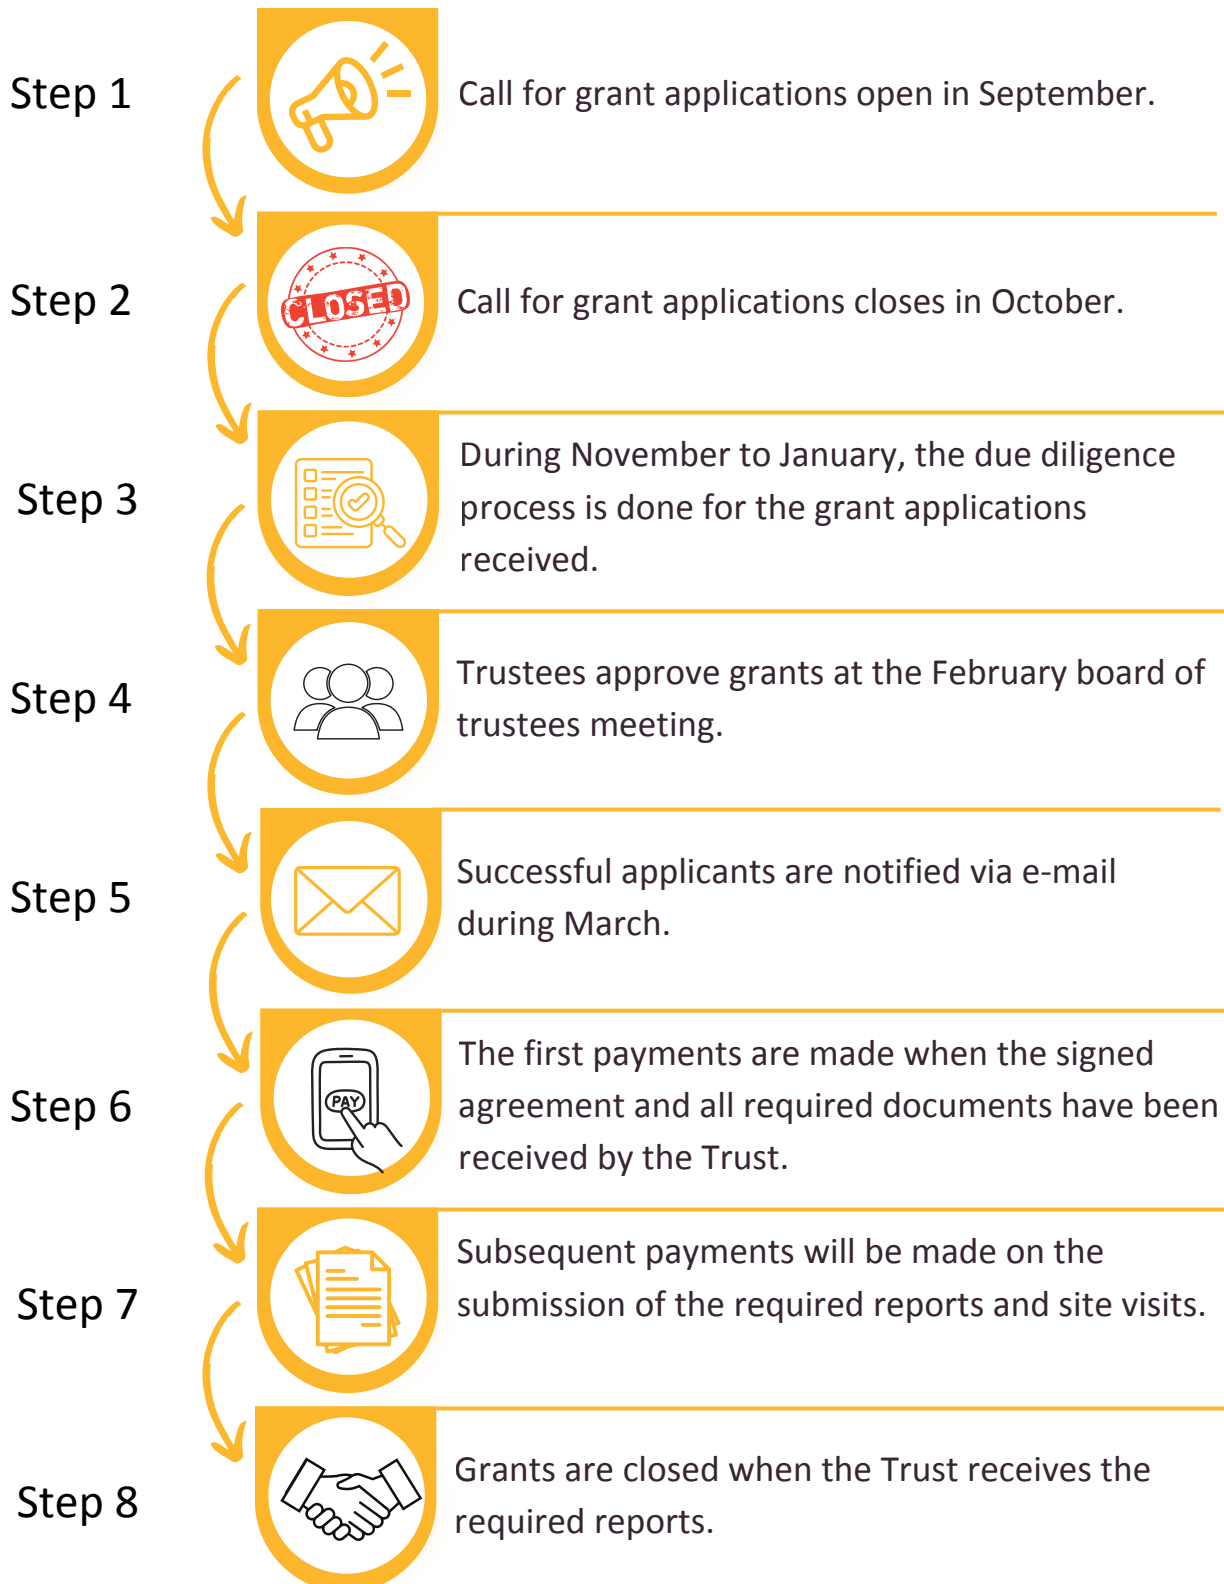 Step 1
Call for grant applications open in September.
Step 2
CLOSED
Call for grant applications closes in October.
Step 3
During November to January, the due diligence
process is done for the grant applications
received.
Step 4
Trustees approve grants at the February board of
trustees meeting.
Step 5
Successful applicants are notified via e-mail
during March.
Step 6
PAY
The first payments are made when the signed
agreement and all required documents have been
received by the Trust.
Step 7
Subsequent payments will be made on the
submission of the required reports and site visits.
Step 8
Grants are closed when the Trust receives the
required reports.